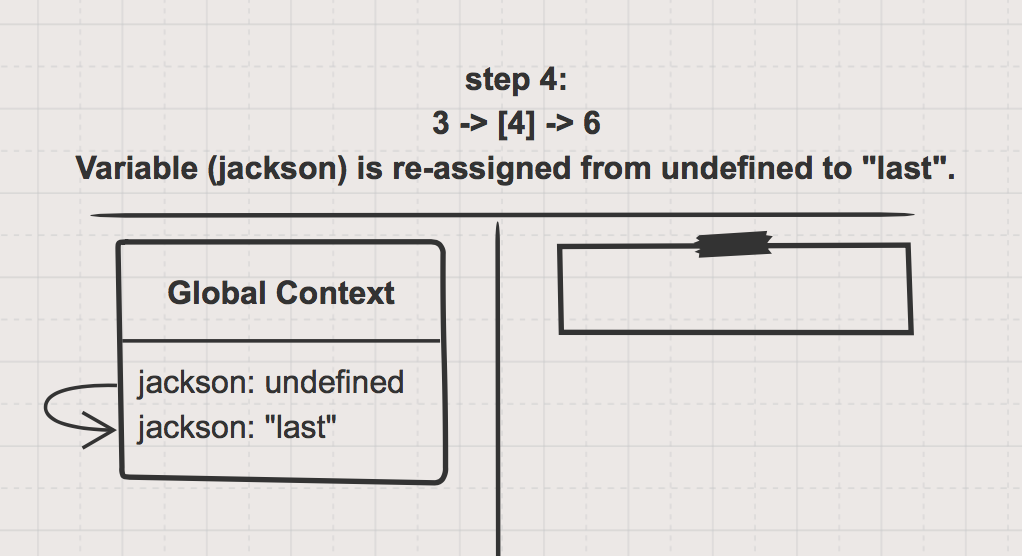 step 4:
3 -> [4] -> 6
Variable (jackson) is re-assigned from undefined to "last".
Global Context
jackson: undefined
jackson: "last"